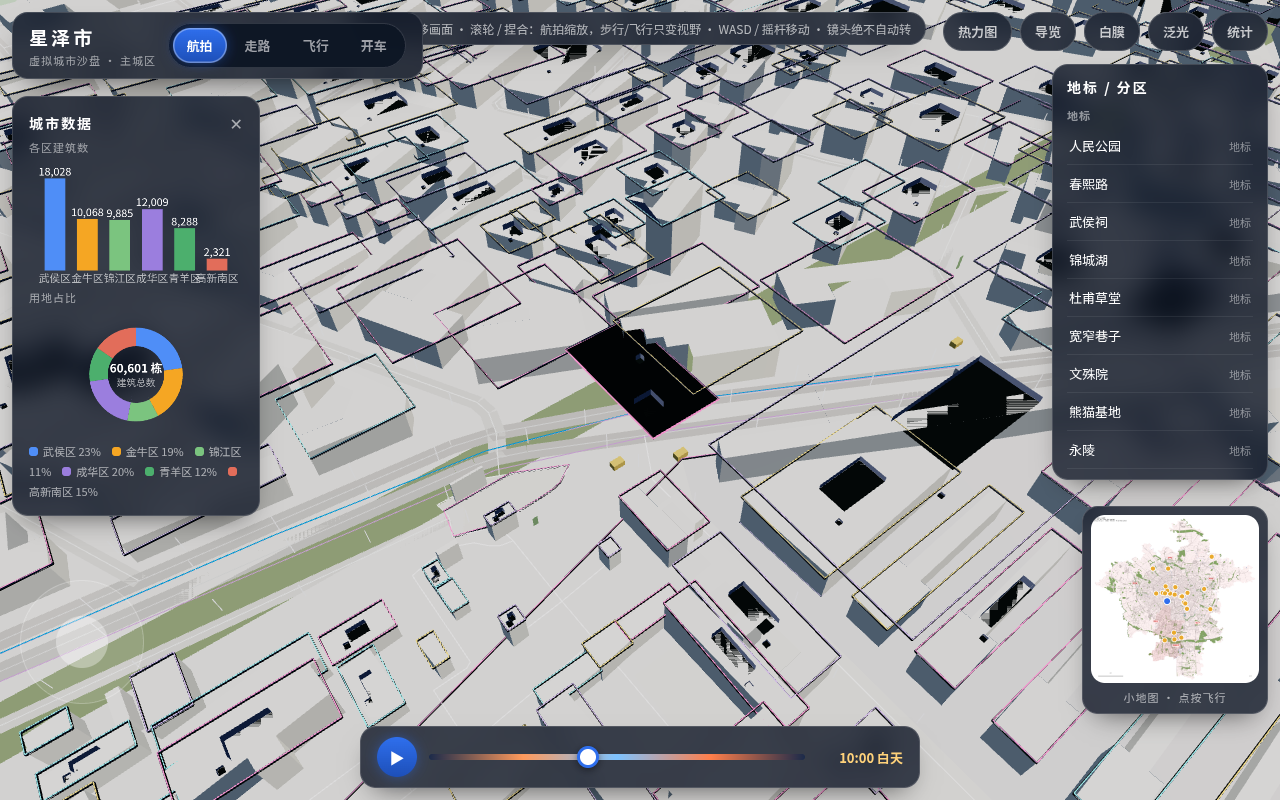 星泽市
虚拟城市沙盘 · 主城区
航拍
走路
飞行
开车
画面 · 滚轮 / 捏合：航拍缩放，步行/飞行只变视野 · WASD / 摇杆移动 · 镜头绝不自动转
热力图
导览
白膜
泛光
统计
城市数据
×
各区建筑数
18,028
10,068
9,885
12,009
8,288
2,321
武侯区
金牛区
锦江区
成华区
青羊区
高新南区
用地占比
60,601 栋
建筑总数
武侯区 23% 金牛区 19% 锦江区
11% 成华区 20% 青羊区 12%
高新南区 15%
地标 / 分区
地标
人民公园 地标
春熙路 地标
武侯祠 地标
锦城湖 地标
杜甫草堂 地标
宽窄巷子 地标
文殊院 地标
熊猫基地 地标
永陵 地标
小地图 · 点按飞行
10:00 白天